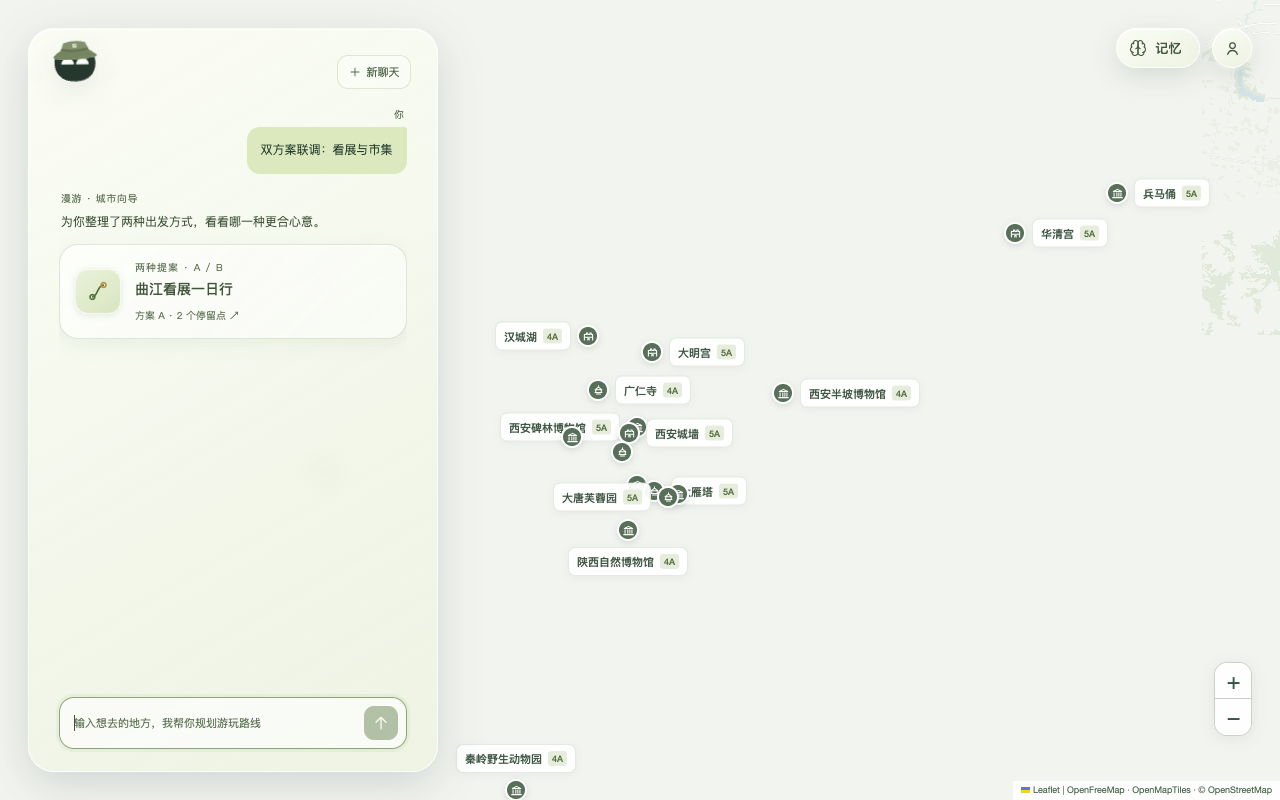 新聊天
你
双方案联调：看展与市集
漫游 · 城市向导
为你整理了两种出发方式，看看哪一种更合心意。
两种提案 · A / B
曲江看展一日行
方案 A · 2 个停留点 ↗
输入想去的地方，我帮你规划游玩路线
记忆
兵马俑 5A
华清宫 5A
汉城湖 4A
大明宫 5A
广仁寺 4A
西安半坡博物馆 4A
西安碑林博物馆 5A
西安城墙 5A
大唐芙蓉园 5A
雁塔 5A
陕西自然博物馆 4A
秦岭野生动物园 4A
+
−
Leaflet | OpenFreeMap · OpenMapTiles · © OpenStreetMap